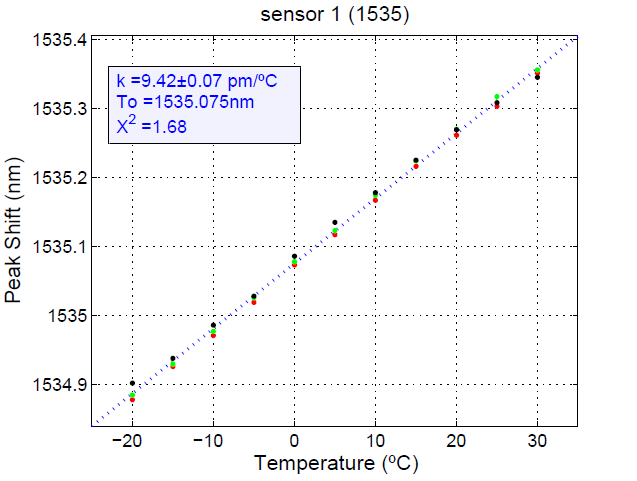 sensor 1 (1535)
1535.4
k =9.42±0.07 pm/ºC
To =1535.075nm
X² =1.68
1535.3
1535.2
1535.1
1535
1534.9
Peak Shift (nm)
−20 −10 0 10 20 30
Temperature (ºC)